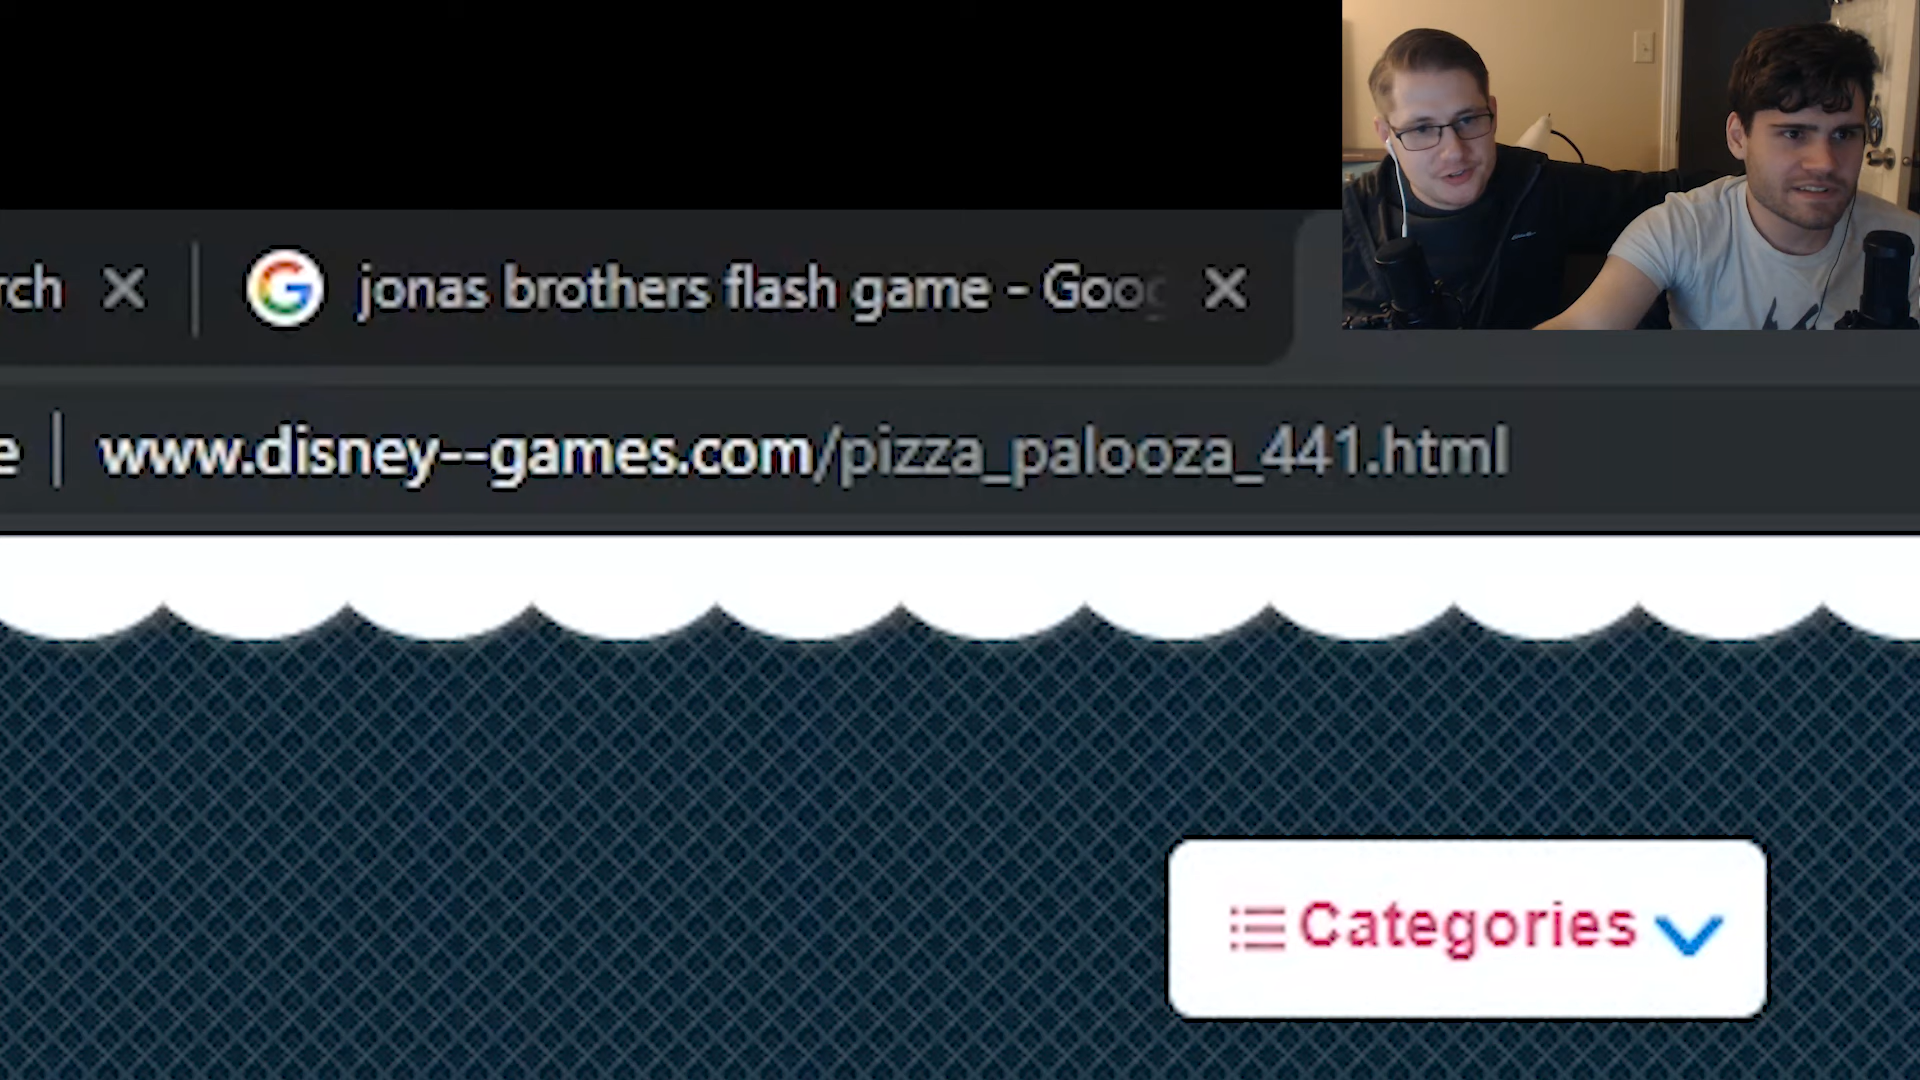 rch jonas brothers flash game - Goo
e www.disney--games.com/pizza_palooza_441.html
Categories